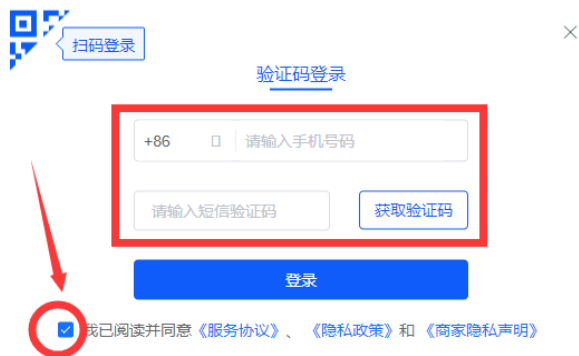 扫码登录
验证码登录
+86 请输入手机号码
请输入短信验证码 获取验证码
登录
我已阅读并同意《服务协议》、《隐私政策》和《商家隐私声明》